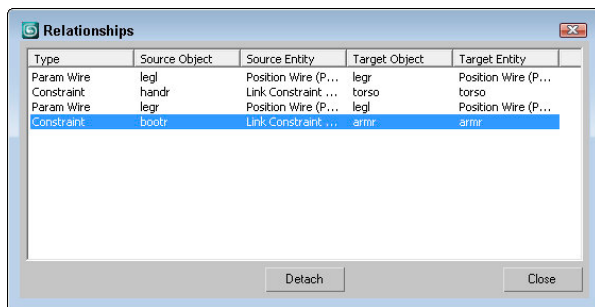 Relationships
Type Source Object Source Entity Target Object Target Entity
Param Wire legl Position Wire (P... legr Position Wire (P...
Constraint handr Link Constraint ... torso torso
Param Wire legr Position Wire (P... legl Position Wire (P...
Constraint bootr Link Constraint ... armr armr
Detach Close